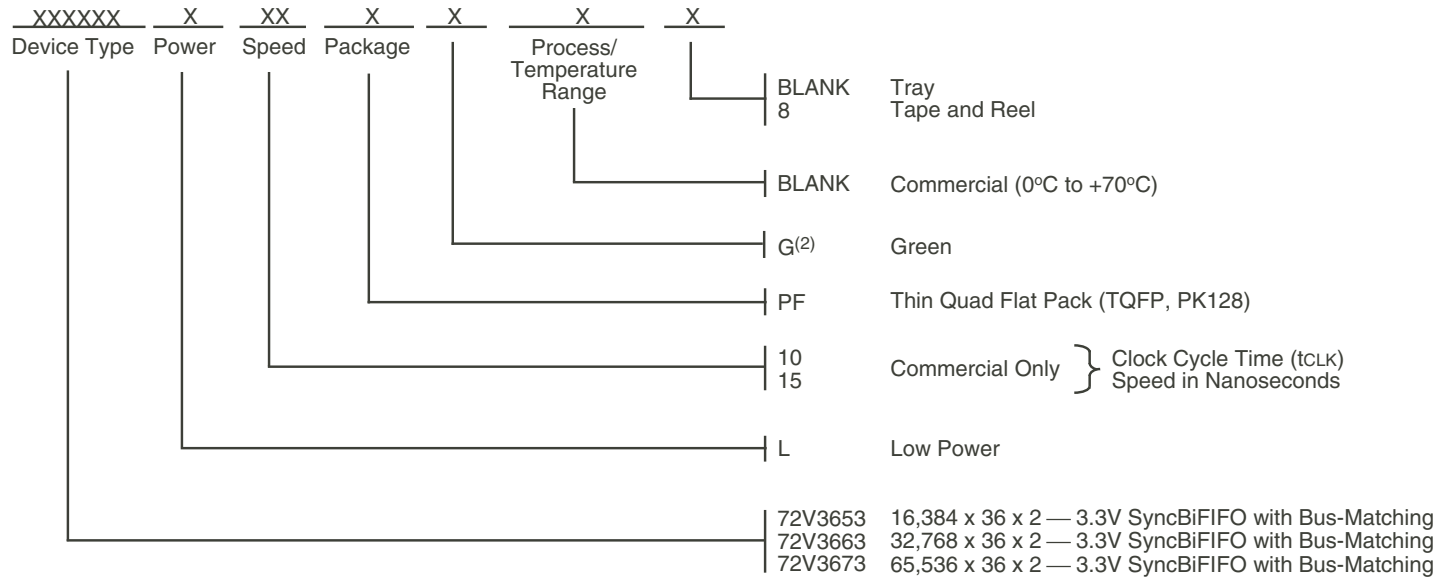 XXXXXX X XX X X X X
Device Type Power Speed Package Process/
Temperature
Range
BLANK Tray
8 Tape and Reel
BLANK Commercial (0°C to +70°C)
G(2) Green
PF Thin Quad Flat Pack (TQFP, PK128)
10
15
Commercial Only } Clock Cycle Time (tCLK)
Speed in Nanoseconds
L Low Power
72V3653 16,384 x 36 x 2 — 3.3V SyncBiFIFO with Bus-Matching
72V3663 32,768 x 36 x 2 — 3.3V SyncBiFIFO with Bus-Matching
72V3673 65,536 x 36 x 2 — 3.3V SyncBiFIFO with Bus-Matching